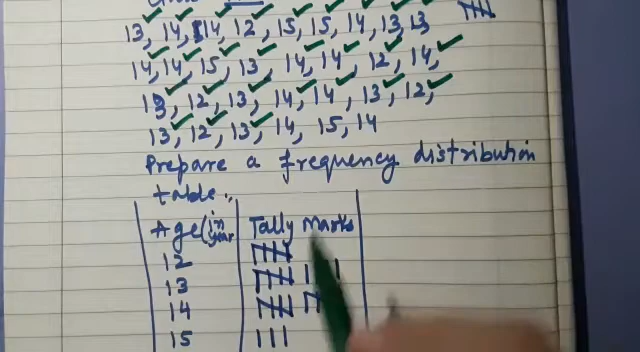 13, 14, 14, 12, 15, 15, 14, 13, 13,
14, 14, 15, 13, 14, 14, 12, 14,
13, 12, 13, 14, 14, 13, 12,
13, 12, 13, 14, 15, 14
Prepare a frequency distribution
table:
Age (in year Tally Marks
12
13
14
15